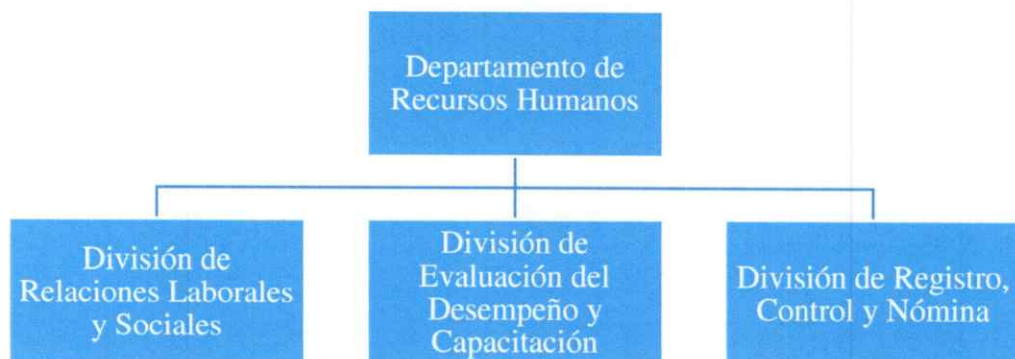 Departamento de
Recursos Humanos
División de
Relaciones Laborales
y Sociales
División de
Evaluación del
Desempeño y
Capacitación
División de Registro,
Control y Nómina